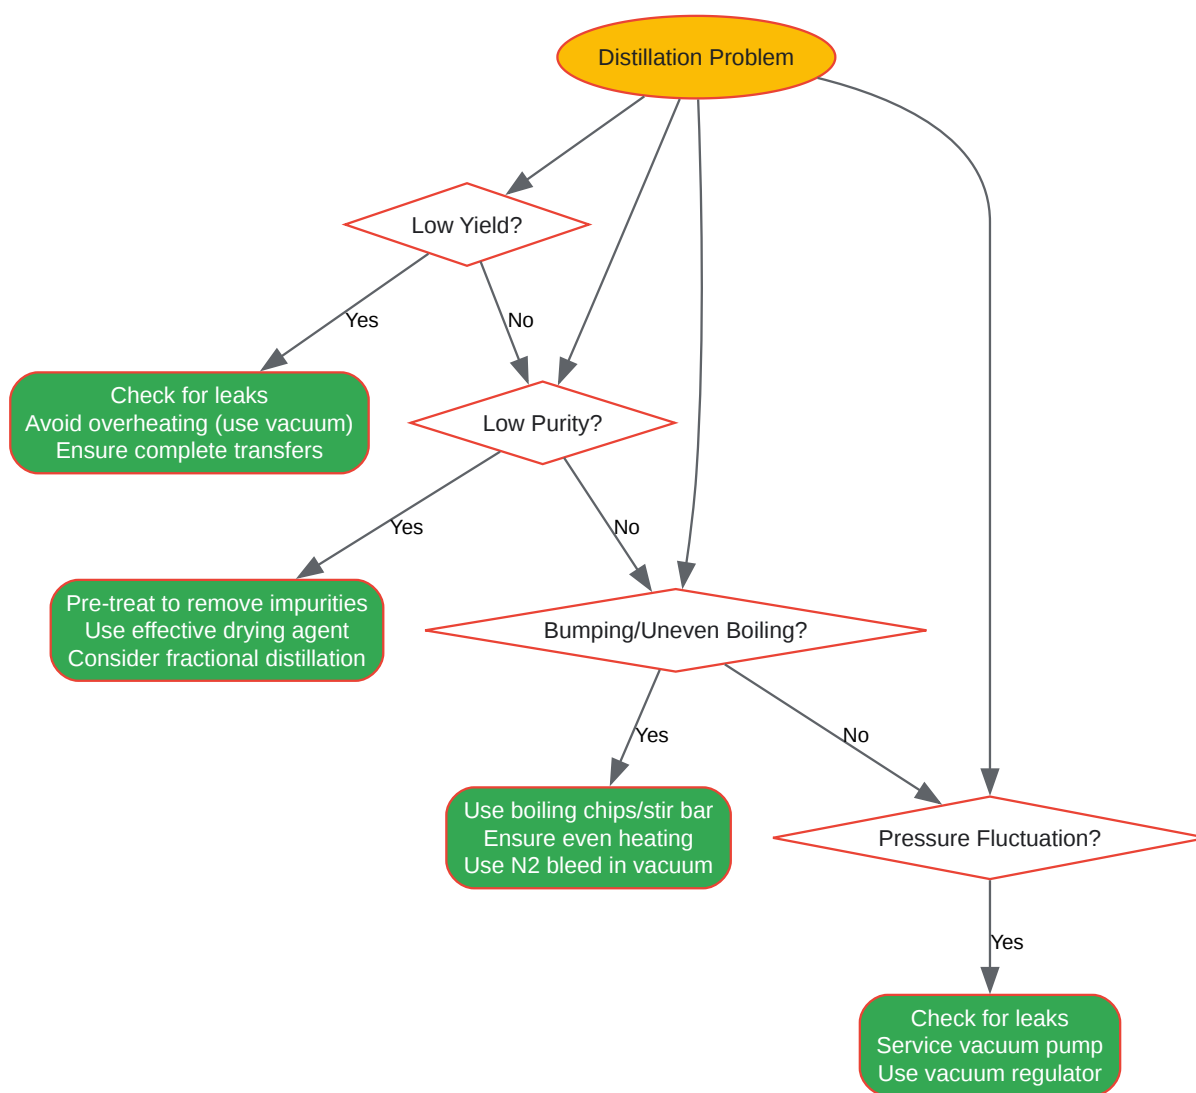 Distillation Problem
Low Yield?
Yes
No
Check for leaks
Avoid overheating (use vacuum)
Ensure complete transfers
Low Purity?
Yes
No
Pre-treat to remove impurities
Use effective drying agent
Consider fractional distillation
Bumping/Uneven Boiling?
Yes
No
Use boiling chips/stir bar
Ensure even heating
Use N2 bleed in vacuum
Pressure Fluctuation?
Yes
Check for leaks
Service vacuum pump
Use vacuum regulator